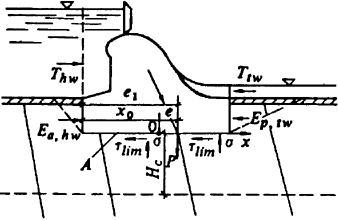 T_hw
T_tw
e_1
x_0
e
E_a, hw
E_p, tw
A
τ_lim
O
σ
P
H_c
τ_lim
σ
x